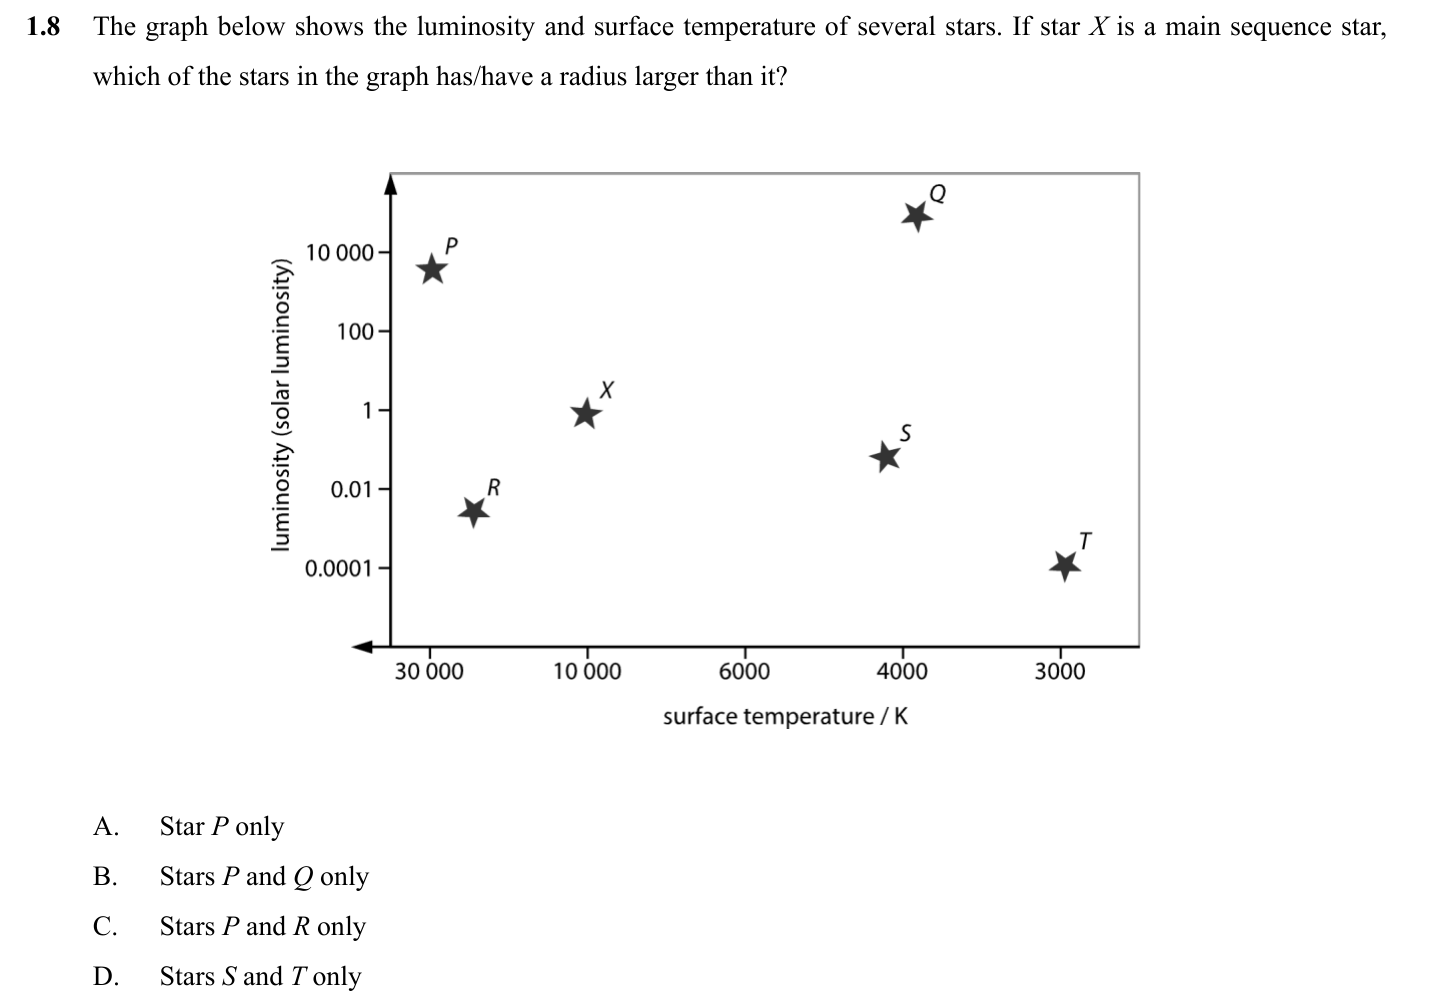 1.8 The graph below shows the luminosity and surface temperature of several stars. If star X is a main sequence star,
which of the stars in the graph has/have a radius larger than it?
Q
P
10 000
100
X
1
S
R
0.01
T
0.0001
luminosity (solar luminosity)
30 000 10 000 6000 4000 3000
surface temperature / K
A. Star P only
B. Stars P and Q only
C. Stars P and R only
D. Stars S and T only